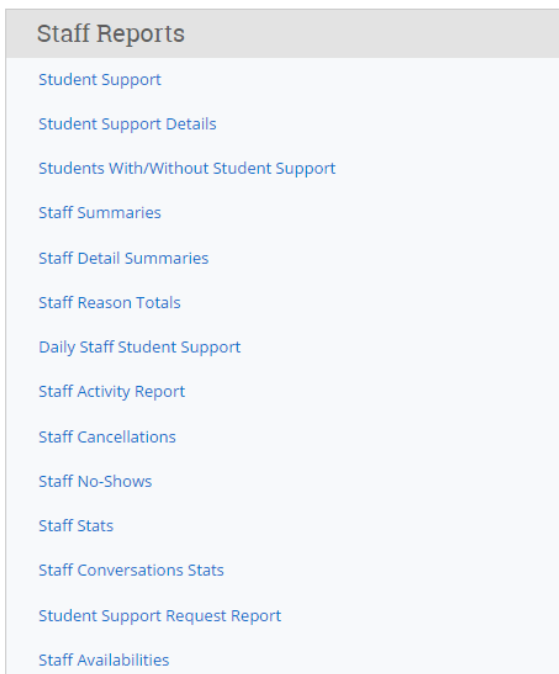 Staff Reports
Student Support
Student Support Details
Students With/Without Student Support
Staff Summaries
Staff Detail Summaries
Staff Reason Totals
Daily Staff Student Support
Staff Activity Report
Staff Cancellations
Staff No-Shows
Staff Stats
Staff Conversations Stats
Student Support Request Report
Staff Availabilities